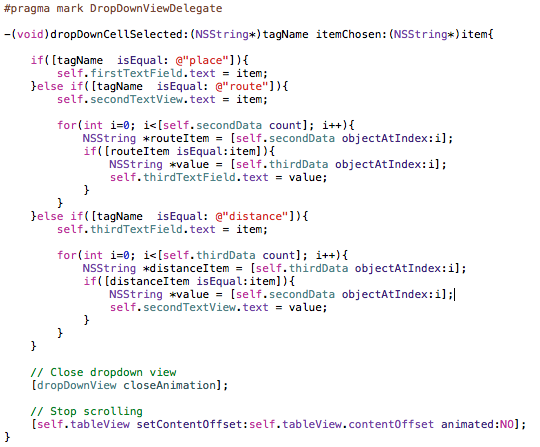 #pragma mark DropDownViewDelegate
-(void)dropDownCellSelected:(NSString*)tagName itemChosen:(NSString*)item{
if([tagName  isEqual: @"place"]){
self.firstTextField.text = item;
}else if([tagName  isEqual: @"route"]){
self.secondTextView.text = item;
for(int i=0; i<[self.secondData count]; i++){
NSString *routeItem = [self.secondData objectAtIndex:i];
if([routeItem isEqual:item]){
NSString *value = [self.thirdData objectAtIndex:i];
self.thirdTextField.text = value;
}
}
}else if([tagName  isEqual: @"distance"]){
self.thirdTextField.text = item;
for(int i=0; i<[self.thirdData count]; i++){
NSString *distanceItem = [self.thirdData objectAtIndex:i];
if([distanceItem isEqual:item]){
NSString *value = [self.secondData objectAtIndex:i];
self.secondTextView.text = value;
}
}
}
// Close dropdown view
[dropDownView closeAnimation];
// Stop scrolling
[self.tableView setContentOffset:self.tableView.contentOffset animated:NO];
}